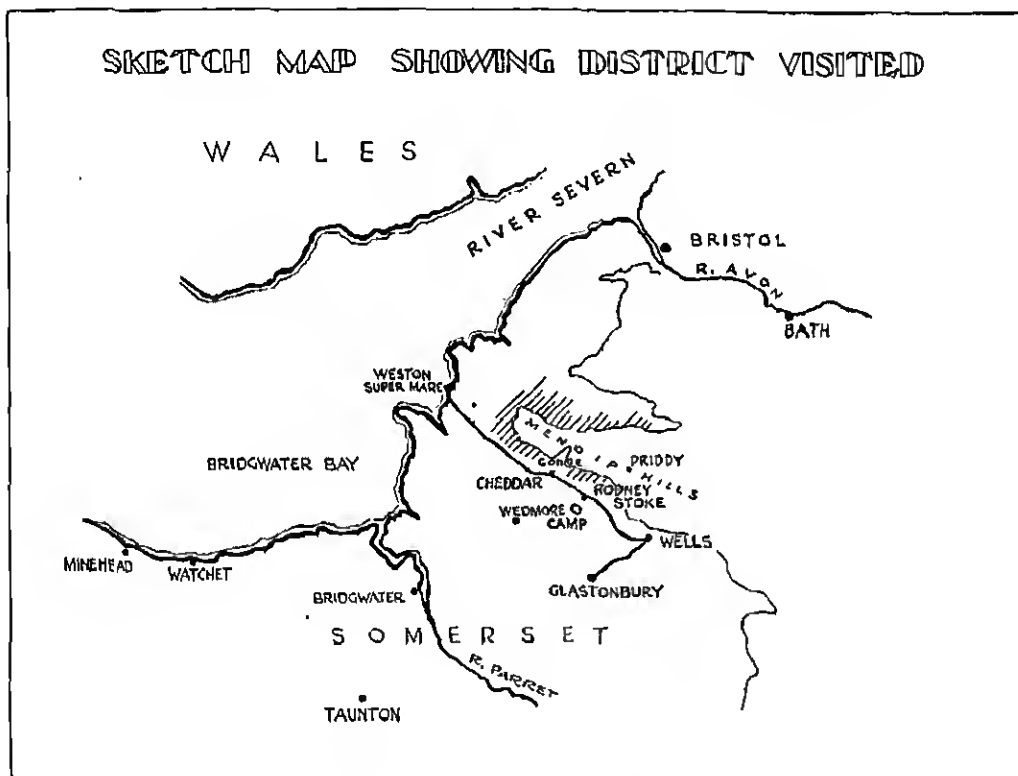 SKETCH MAP SHOWING DISTRICT VISITED
WALES
RIVER SEVERN
BRISTOL
R. AVON
BATH
WESTON
SUPER MARE
MENDIP HILLS
BRIDGWATER BAY
GORGE
PRIDDY
CHEDDAR
RODNEY
STOKE
WEDMORE
CAMP
WELLS
MINEHEAD
WATCHET
GLASTONBURY
BRIDGWATER
SOMERSET
R. PARRET
TAUNTON